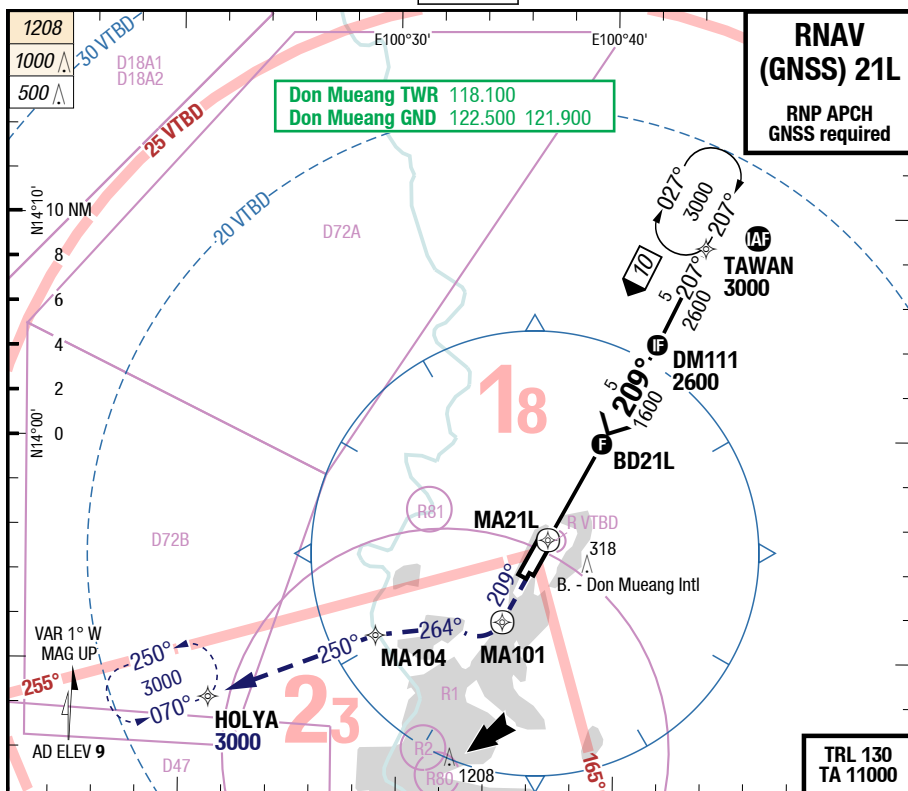 1208
1000
500
30 VTBD
D18A1
D18A2
25 VTBD
E100°30'
E100°40'
RNAV
(GNSS) 21L
RNP APCH
GNSS required
Don Mueang TWR 118.100
Don Mueang GND 122.500 121.900
N14°10'
10 NM
8
6
4
2
0
N14°00'
20 VTBD
D72A
027°
3000
207°
IAF
TAWAN
3000
10
5
207°
2600
IF
DM111
2600
5
209°
1600
18
F
BD21L
R81
MA21L
R VTBD
318
B. - Don Mueang Intl
D72B
209°
VAR 1° W
MAG UP
250°
3000
070°
250°
264°
MA104
MA101
255°
HOLYA
3000
23
R1
AD ELEV 9
D47
R2
R80
1208
165°
TRL 130
TA 11000